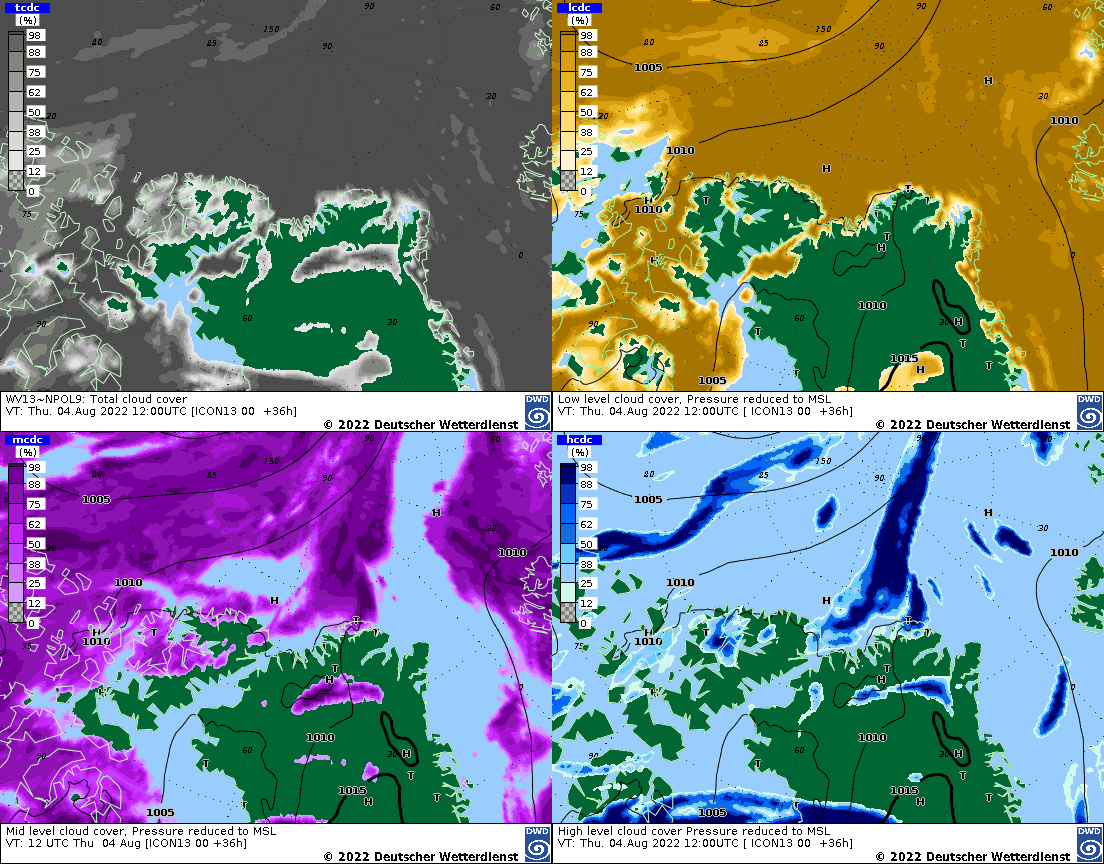 tcdc
(%)
98
88
75
62
50
38
25
12
0
80
85
150
90
90
60
30
20
75
0
90
60
30
WV13~NPOL9: Total cloud cover
VT: Thu. 04.Aug 2022 12:00UTC [ICON13 00 +36h]
© 2022 Deutscher Wetterdienst
DWD
lcdc
(%)
98
88
75
62
50
38
25
12
0
80
85
150
90
90
60
1005
H
30
1010
20
1010
H
T
T
H
1010
75
T
H
H
0
1010
60
30
H
T
90
T
1015
H
T
1005
T
Low level cloud cover, Pressure reduced to MSL
VT: Thu. 04.Aug 2022 12:00UTC [ ICON13 00 +36h]
© 2022 Deutscher Wetterdienst
DWD
mcdc
(%)
98
88
75
62
50
38
25
12
0
80
85
150
90
90
1005
H
30
1010
20
1010
H
T
H
T
1010
T
75
T
H
H
0
1010
60
30
H
90
T
T
1015
H
T
T
1005
Mid level cloud cover, Pressure reduced to MSL
VT: 12 UTC Thu 04 Aug [ICON13 00 +36h]
© 2022 Deutscher Wetterdienst
DWD
hcdc
(%)
98
88
75
62
50
38
25
12
0
80
85
150
90
90
60
1005
H
30
1010
1010
H
T
H
T
1010
T
75
T
H
H
0
1010
60
30
H
90
T
T
1015
H
T
T
1005
High level cloud cover Pressure reduced to MSL
VT: Thu. 04.Aug 2022 12:00UTC [ICON13 00 +36h]
© 2022 Deutscher Wetterdienst
DWD